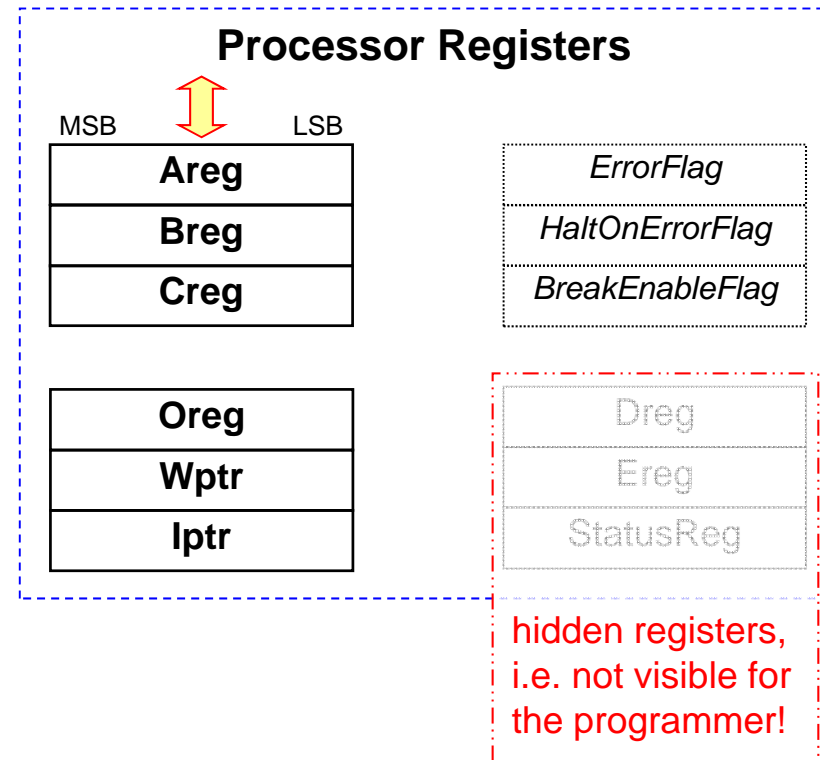 Processor Registers
MSB LSB
Areg
Breg
Creg
ErrorFlag
HaltOnErrorFlag
BreakEnableFlag
Oreg
Wptr
Iptr
Dreg
Ereg
StatusReg
hidden registers,
i.e. not visible for
the programmer!